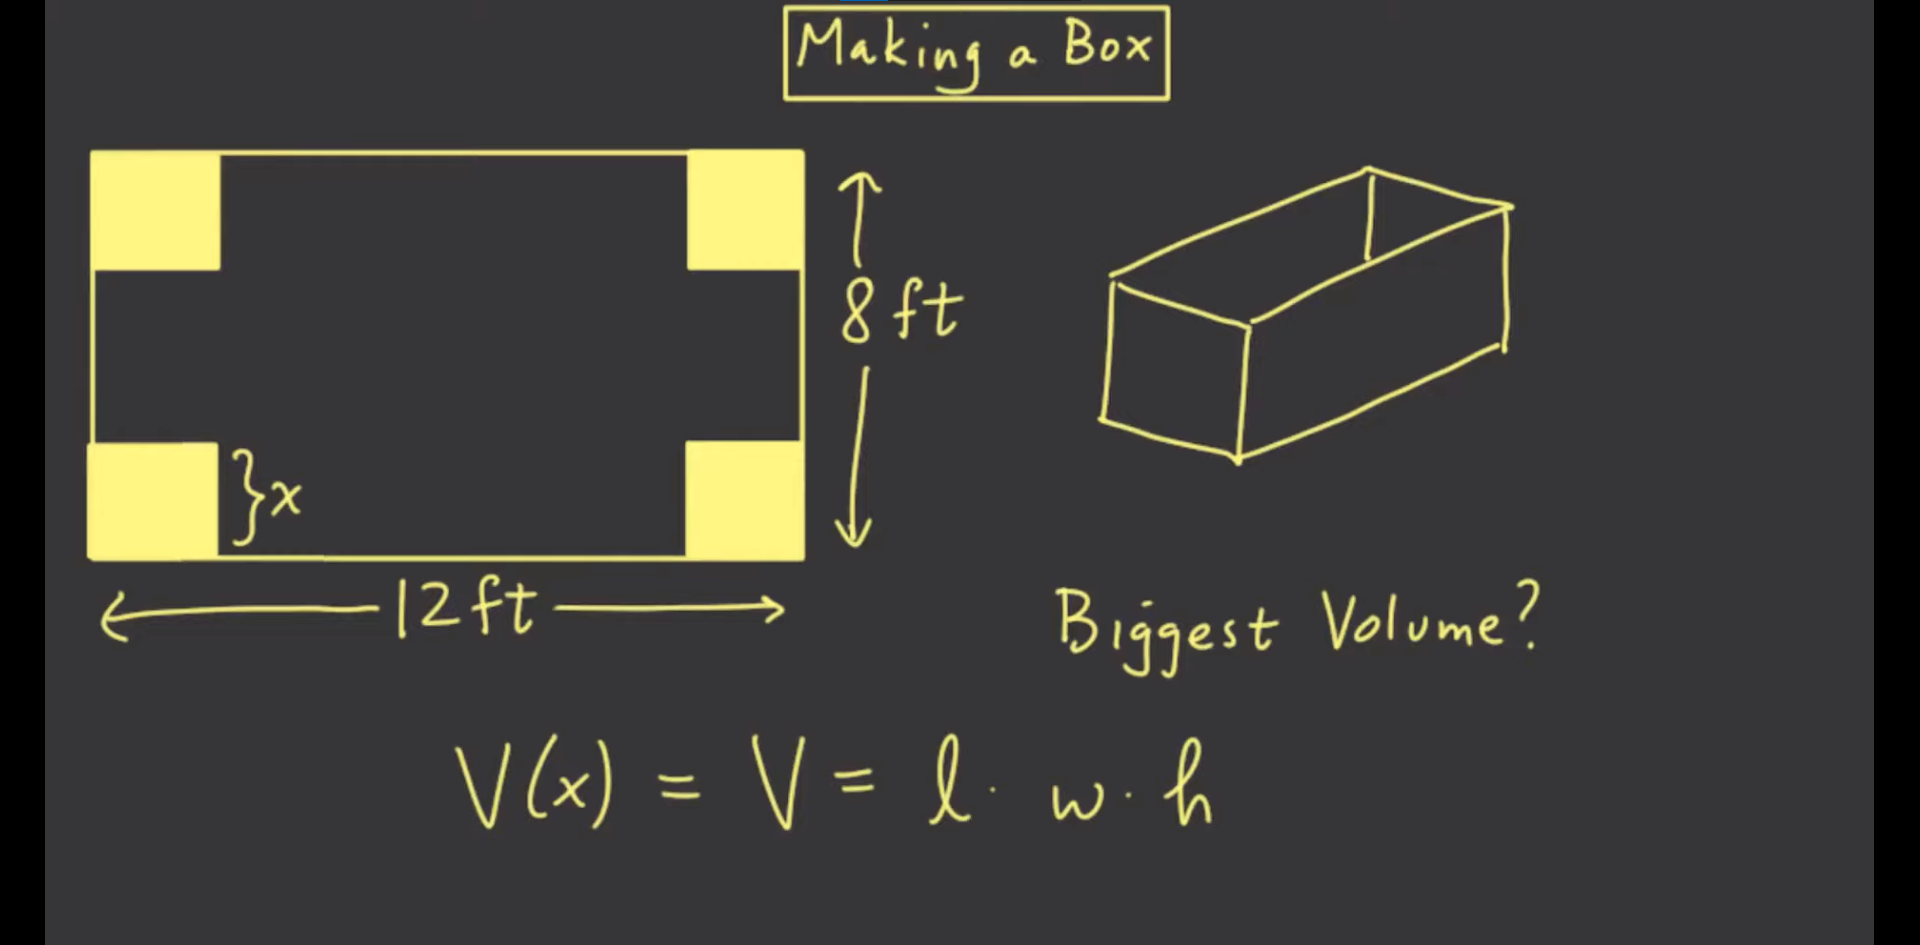 Making a Box
8 ft
}x
12 ft
Biggest Volume?
V(x) = V = l · w · h